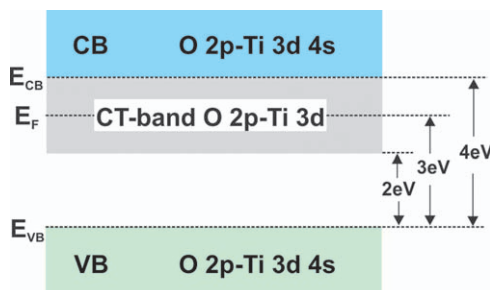 CB O 2p-Ti 3d 4s
E_CB
E_F CT-band O 2p-Ti 3d
4eV
3eV
2eV
E_VB
VB O 2p-Ti 3d 4s